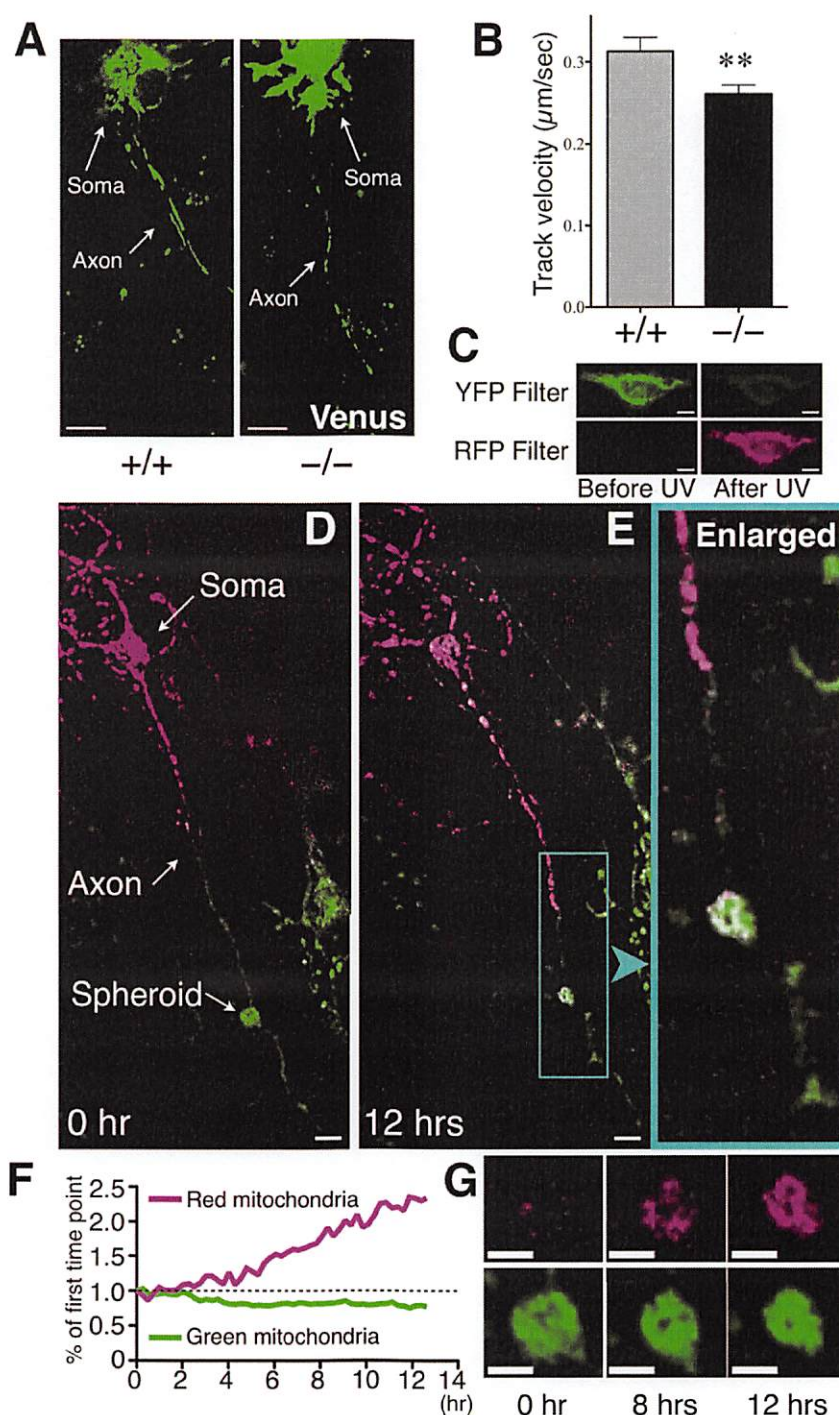 A
Soma
Axon
+/+
Soma
Axon
Venus
−/−
B
Track velocity (μm/sec)
0.3
0.2
0.1
0.0
**
+/+
−/−
C
YFP Filter
RFP Filter
Before UV
After UV
D
Soma
Axon
Spheroid
0 hr
E
12 hrs
Enlarged
F
% of first time point
2.5
2.0
1.5
1.0
0.5
0
Red mitochondria
Green mitochondria
0 2 4 6 8 10 12 14
(hr)
G
0 hr
8 hrs
12 hrs